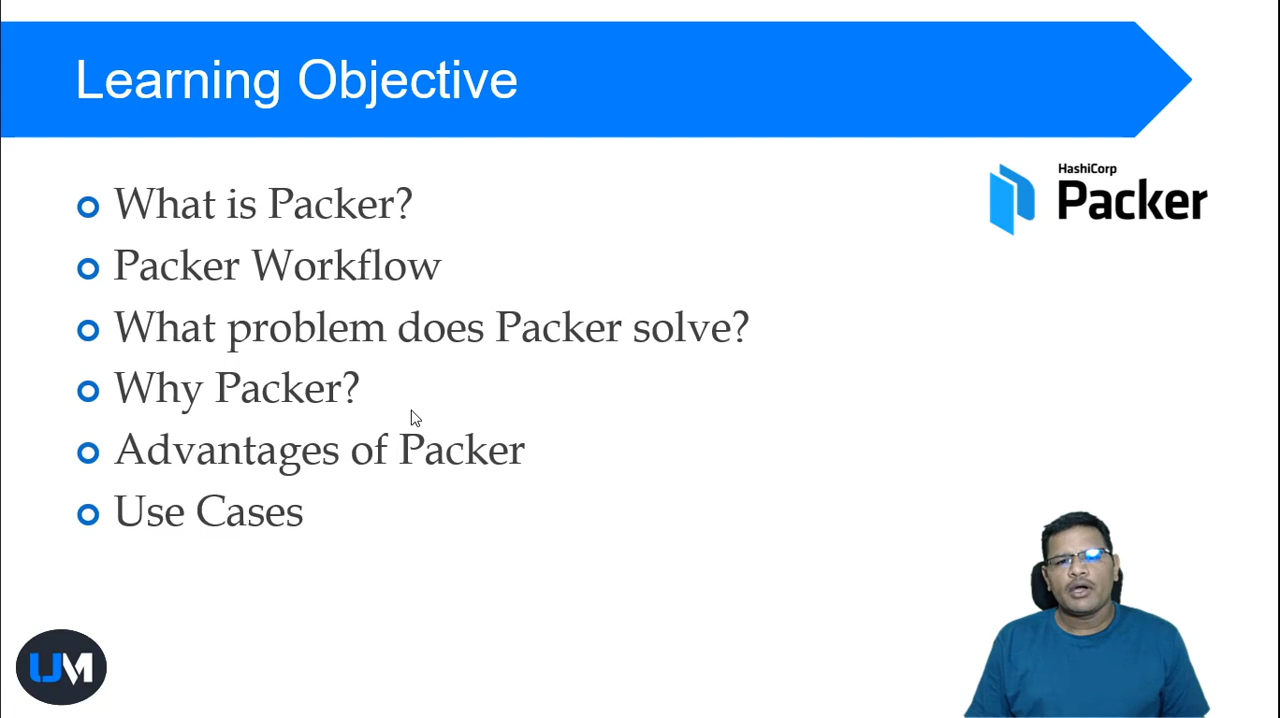 Learning Objective
HashiCorp
Packer
What is Packer?
Packer Workflow
What problem does Packer solve?
Why Packer?
Advantages of Packer
Use Cases
UM